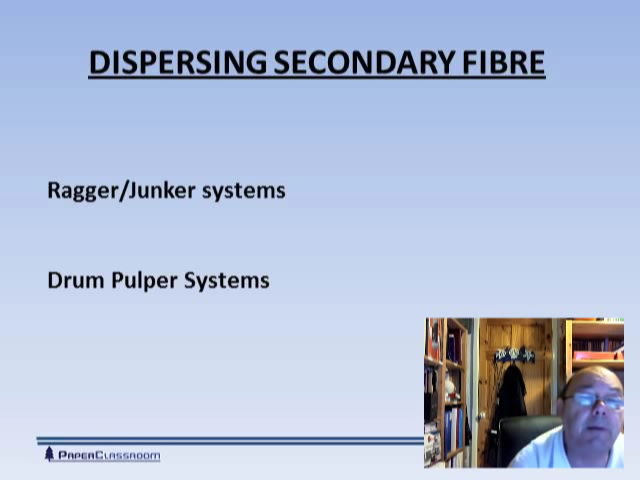 DISPERSING SECONDARY FIBRE
Ragger/Junker systems
Drum Pulper Systems
PaperClassroom